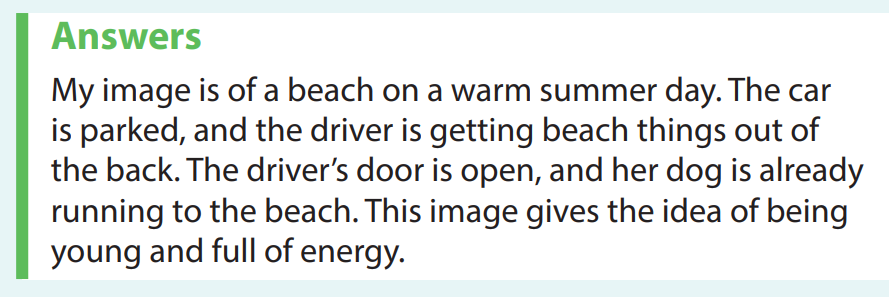 Answers
My image is of a beach on a warm summer day. The car
is parked, and the driver is getting beach things out of
the back. The driver’s door is open, and her dog is already
running to the beach. This image gives the idea of being
young and full of energy.